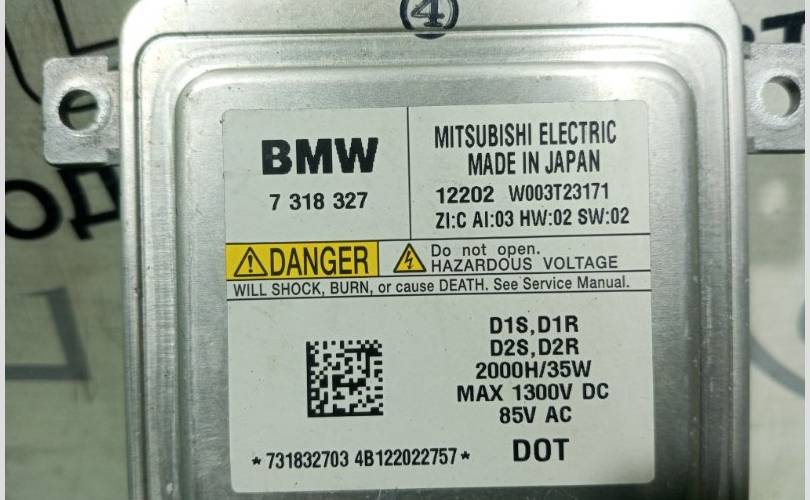 4
BMW
7 318 327
MITSUBISHI ELECTRIC
MADE IN JAPAN
12202 W003T23171
ZI:C AI:03 HW:02 SW:02
DANGER
Do not open.
HAZARDOUS VOLTAGE
WILL SHOCK, BURN, or cause DEATH. See Service Manual.
D1S,D1R
D2S,D2R
2000H/35W
MAX 1300V DC
85V AC
DOT
*731832703 4B122022757*